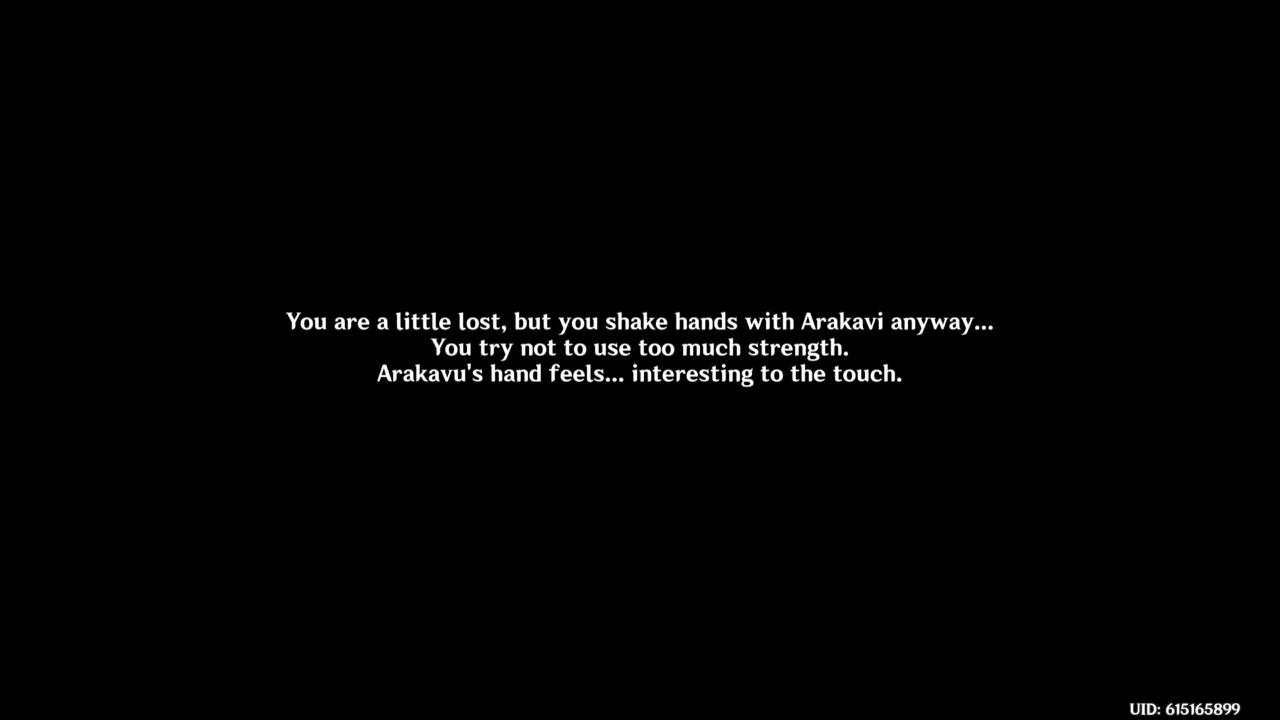 You are a little lost, but you shake hands with Arakavi anyway...
You try not to use too much strength.
Arakavu's hand feels... interesting to the touch.
UID: 615165899